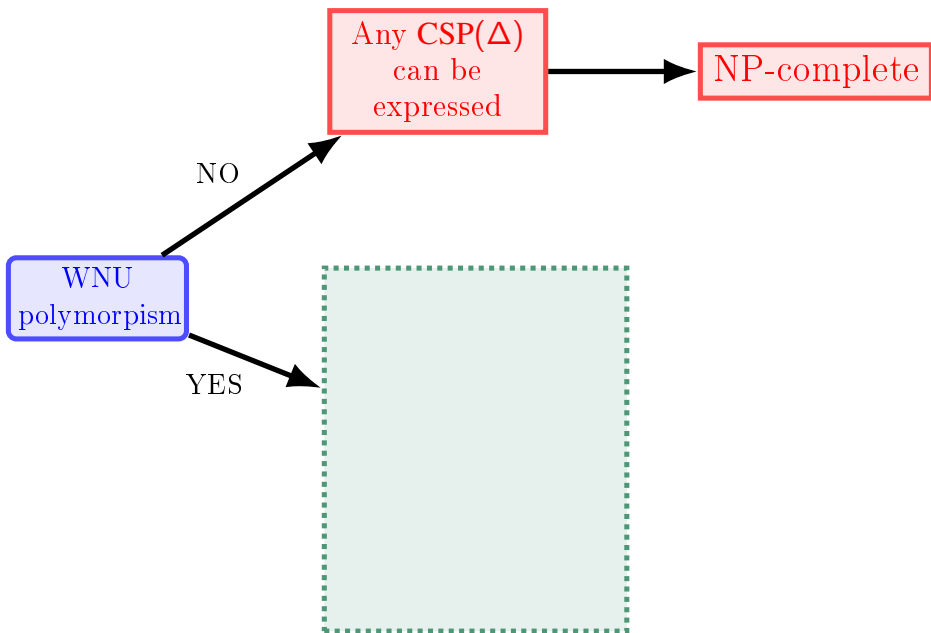 Any CSP(Δ)
can be
expressed
NP-complete
NO
WNU
polymorpism
YES